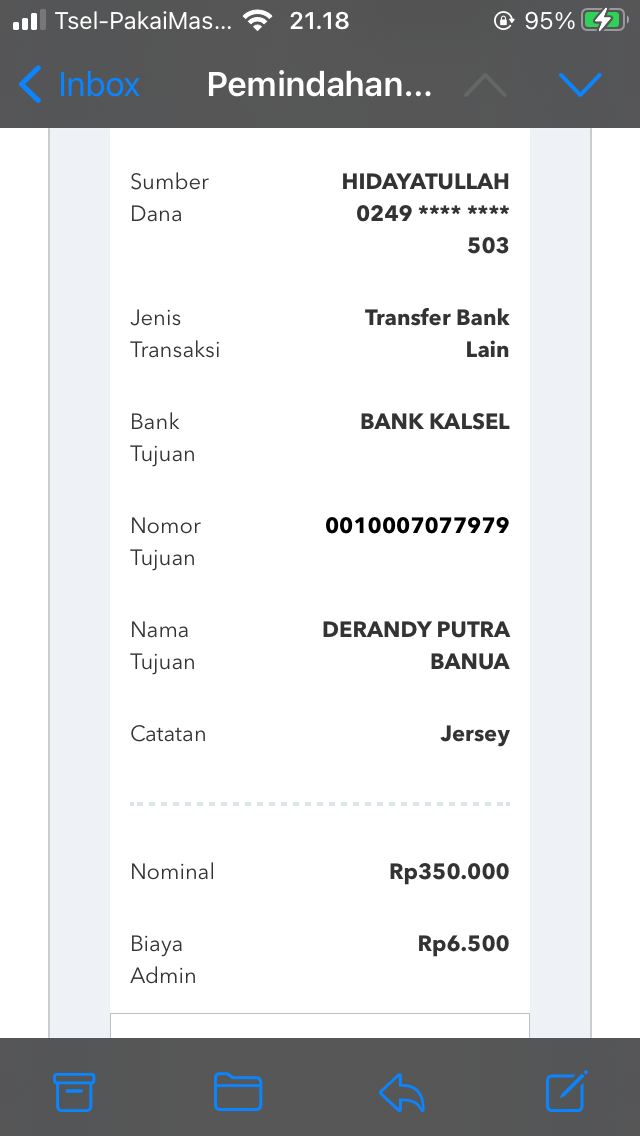 Tsel-PakaiMas... 21.18 95%
Inbox Pemindahan...
Sumber HIDAYATULLAH
Dana 0249 **** ****
503
Jenis Transfer Bank
Transaksi Lain
Bank BANK KALSEL
Tujuan
Nomor 0010007077979
Tujuan
Nama DERANDY PUTRA
Tujuan BANUA
Catatan Jersey
Nominal Rp350.000
Biaya Rp6.500
Admin